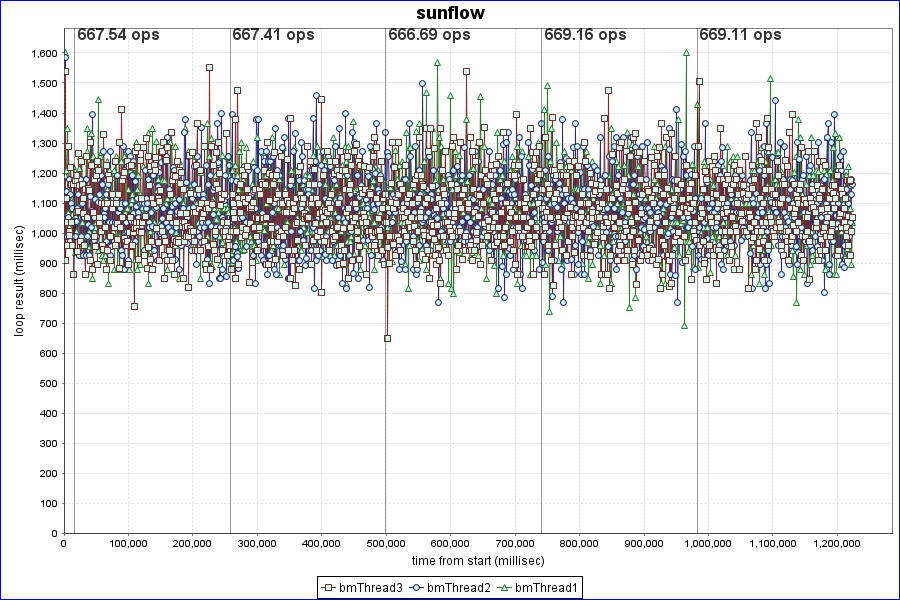 sunflow
667.54 ops 667.41 ops 666.69 ops 669.16 ops 669.11 ops
1,600
1,500
1,400
1,300
1,200
1,100
1,000
900
800
700
600
500
400
300
200
100
0
loop result (millisec)
0 100,000 200,000 300,000 400,000 500,000 600,000 700,000 800,000 900,000 1,000,000 1,100,000 1,200,000
time from start (millisec)
bmThread3 bmThread2 bmThread1